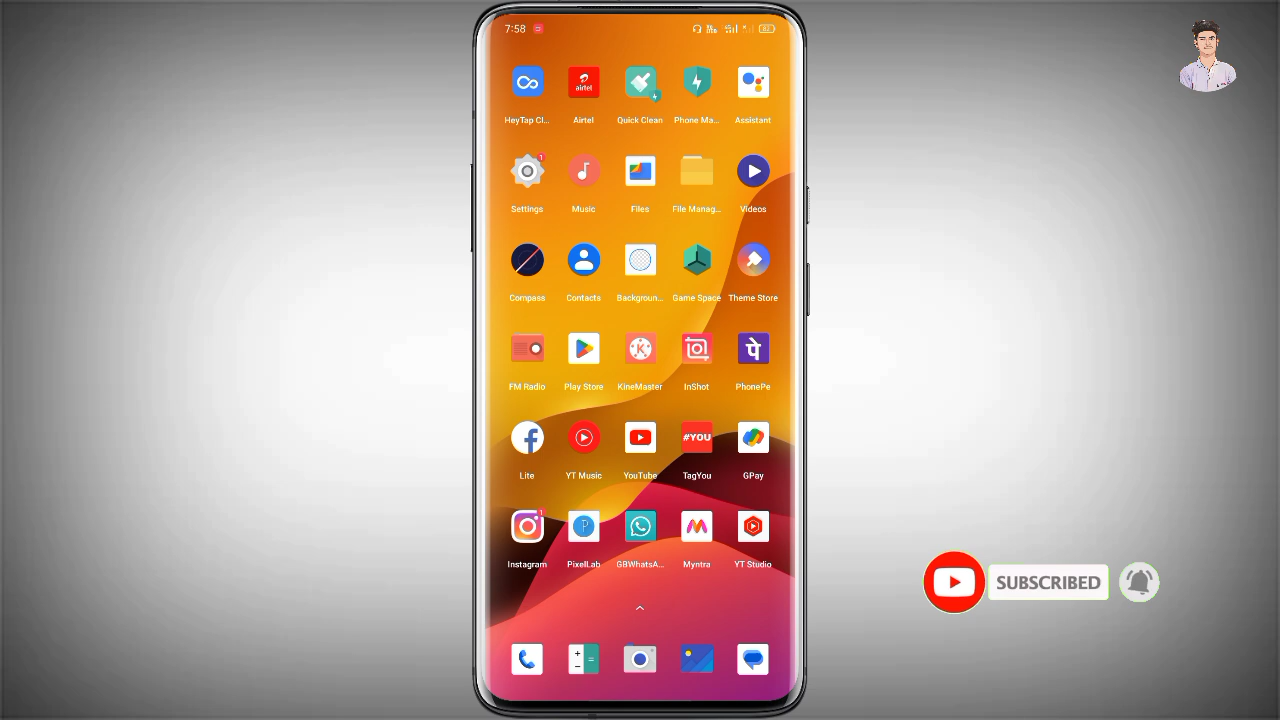 7:58
HeyTap Cl... Airtel Quick Clean Phone Ma... Assistant
airtel
Settings Music Files File Manag... Videos
Compass Contacts Backgroun... Game Space Theme Store
FM Radio Play Store KineMaster InShot PhonePe
#YOU
Lite YT Music YouTube TagYou GPay
Instagram PixelLab GBWhatsA... Myntra YT Studio
SUBSCRIBED